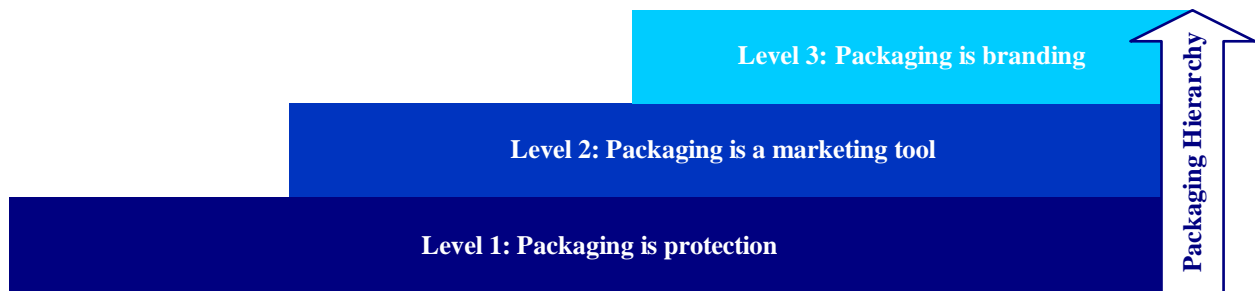 Level 3: Packaging is branding
Level 2: Packaging is a marketing tool
Level 1: Packaging is protection
Packaging Hierarchy